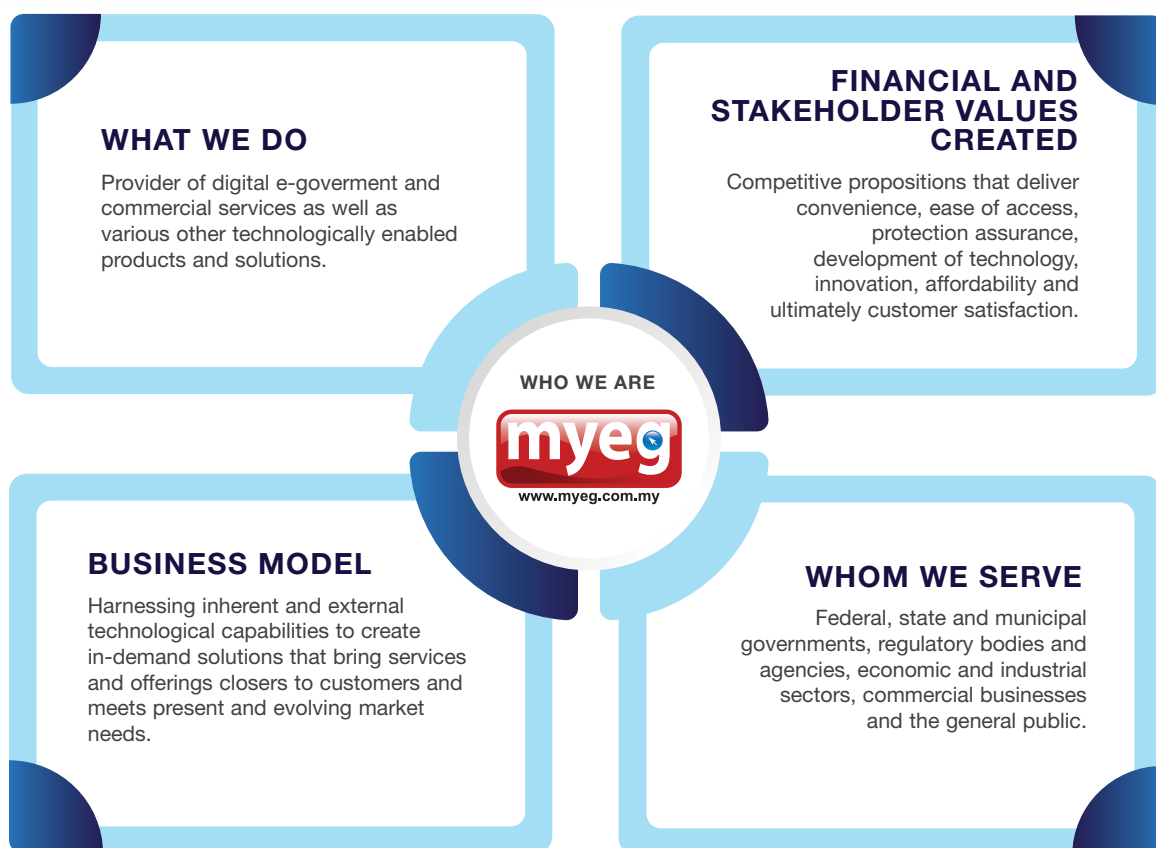 WHAT WE DO
Provider of digital e-goverment and
commercial services as well as
various other technologically enabled
products and solutions.
FINANCIAL AND
STAKEHOLDER VALUES
CREATED
Competitive propositions that deliver
convenience, ease of access,
protection assurance,
development of technology,
innovation, affordability and
ultimately customer satisfaction.
WHO WE ARE
myeg
www.myeg.com.my
BUSINESS MODEL
Harnessing inherent and external
technological capabilities to create
in-demand solutions that bring services
and offerings closers to customers and
meets present and evolving market
needs.
WHOM WE SERVE
Federal, state and municipal
governments, regulatory bodies and
agencies, economic and industrial
sectors, commercial businesses
and the general public.